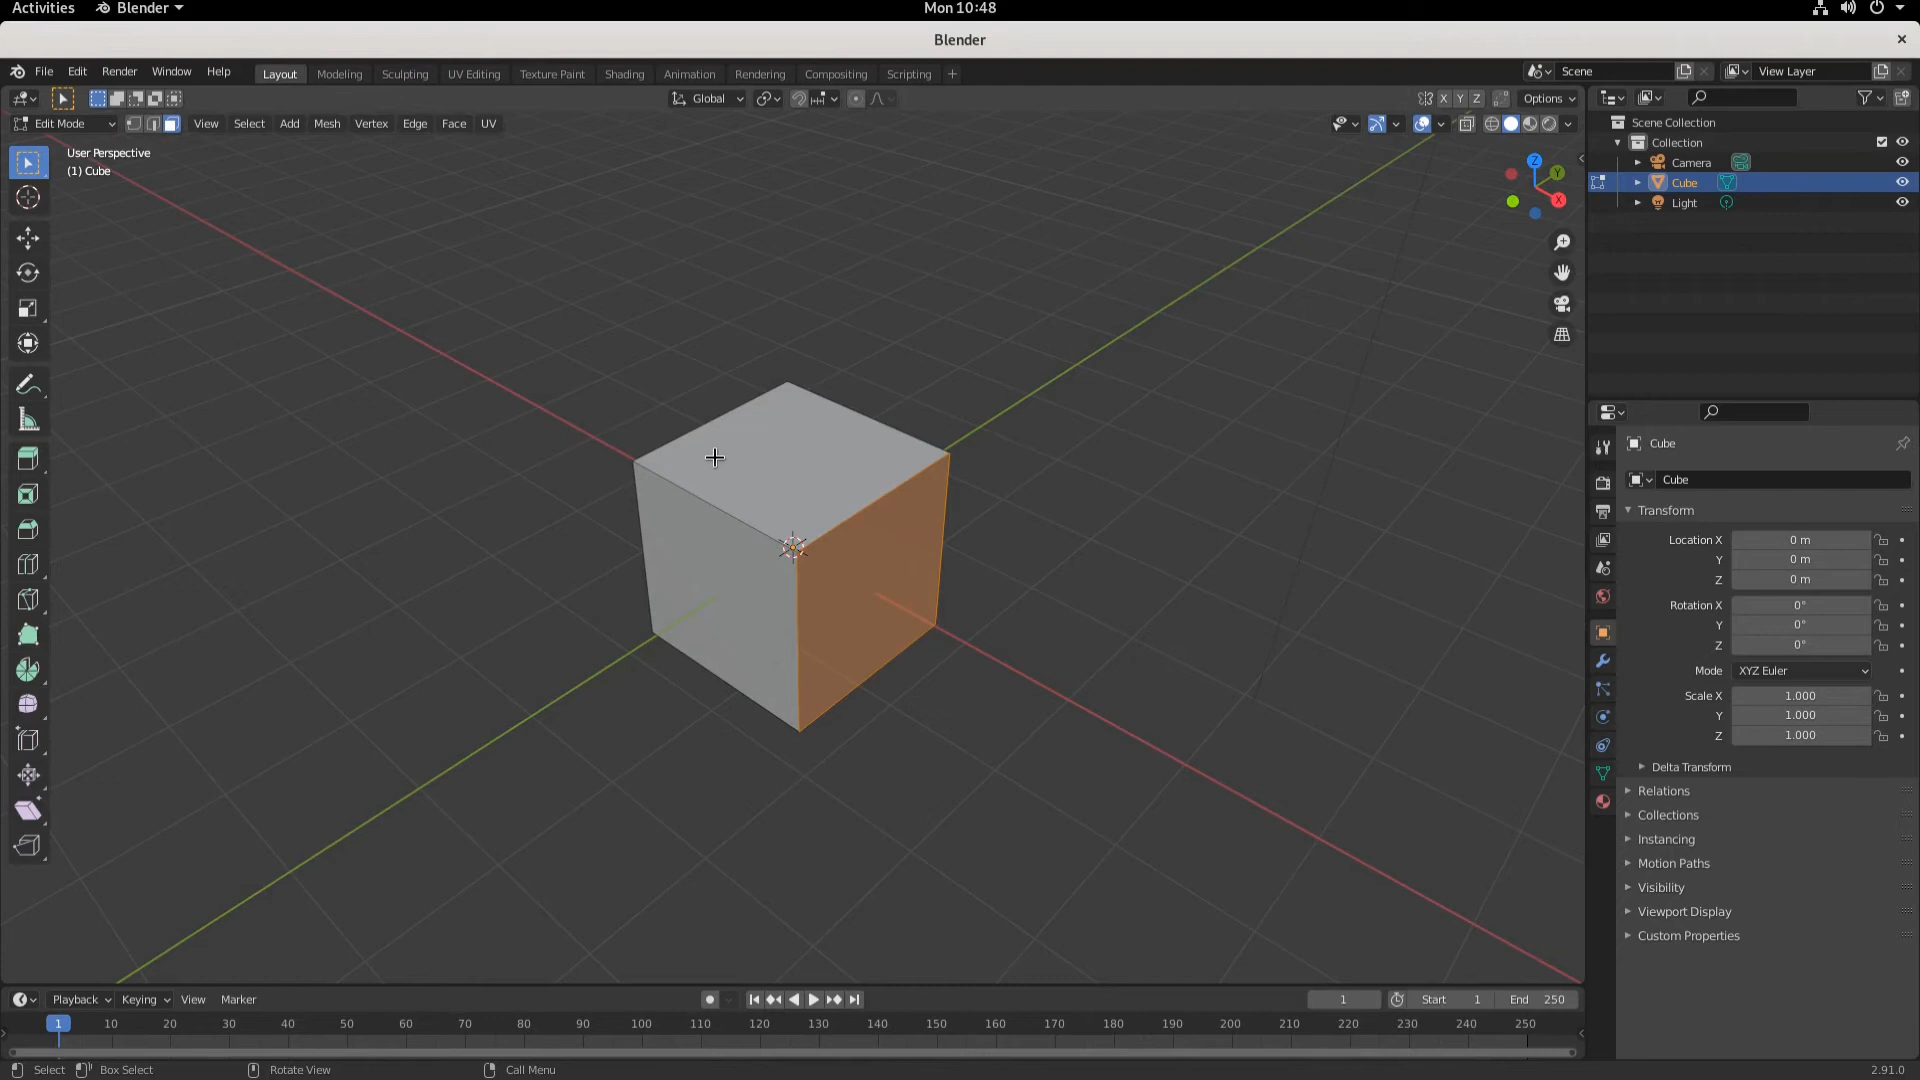 Activities Blender Mon 10:48
Blender
File Edit Render Window Help Layout Modeling Sculpting UV Editing Texture Paint Shading Animation Rendering Compositing Scripting + Scene View Layer
Global X Y Z Options
Edit Mode View Select Add Mesh Vertex Edge Face UV
User Perspective
(1) Cube
Z
Y
X
Scene Collection
Collection
Camera
Cube
Light
Cube
Cube
Transform
Location X 0 m
Y 0 m
Z 0 m
Rotation X 0°
Y 0°
Z 0°
Mode XYZ Euler
Scale X 1.000
Y 1.000
Z 1.000
Delta Transform
Relations
Collections
Instancing
Motion Paths
Visibility
Viewport Display
Custom Properties
Playback Keying View Marker 1 Start 1 End 250
1 10 20 30 40 50 60 70 80 90 100 110 120 130 140 150 160 170 180 190 200 210 220 230 240 250
Select Box Select Rotate View Call Menu 2.91.0